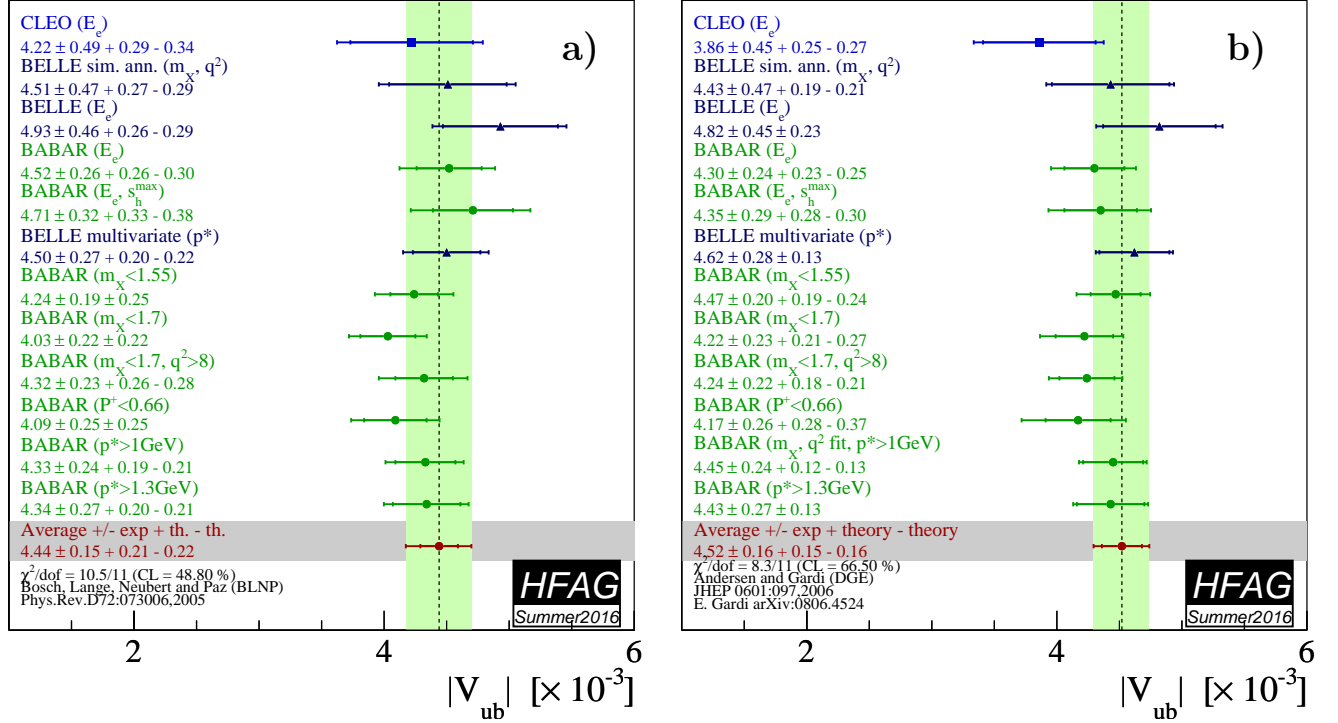 CLEO (E_e)
4.22 ± 0.49 + 0.29 - 0.34
BELLE sim. ann. (m_X, q²)
4.51 ± 0.47 + 0.27 - 0.29
BELLE (E_e)
4.93 ± 0.46 + 0.26 - 0.29
BABAR (E_e)
4.52 ± 0.26 + 0.26 - 0.30
BABAR (E_e, s_h^max)
4.71 ± 0.32 + 0.33 - 0.38
BELLE multivariate (p*)
4.50 ± 0.27 + 0.20 - 0.22
BABAR (m_X<1.55)
4.24 ± 0.19 ± 0.25
BABAR (m_X<1.7)
4.03 ± 0.22 ± 0.22
BABAR (m_X<1.7, q²>8)
4.32 ± 0.23 + 0.26 - 0.28
BABAR (P⁺<0.66)
4.09 ± 0.25 ± 0.25
BABAR (p*>1GeV)
4.33 ± 0.24 + 0.19 - 0.21
BABAR (p*>1.3GeV)
4.34 ± 0.27 + 0.20 - 0.21
Average +/- exp + th. - th.
4.44 ± 0.15 + 0.21 - 0.22
χ²/dof = 10.5/11 (CL = 48.80 %)
Bosch, Lange, Neubert and Paz (BLNP)
Phys.Rev.D72:073006,2005
a)
HFAG
Summer2016
2 4 6
|V_ub| [× 10⁻³]
CLEO (E_e)
3.86 ± 0.45 + 0.25 - 0.27
BELLE sim. ann. (m_X, q²)
4.43 ± 0.47 + 0.19 - 0.21
BELLE (E_e)
4.82 ± 0.45 ± 0.23
BABAR (E_e)
4.30 ± 0.24 + 0.23 - 0.25
BABAR (E_e, s_h^max)
4.35 ± 0.29 + 0.28 - 0.30
BELLE multivariate (p*)
4.62 ± 0.28 ± 0.13
BABAR (m_X<1.55)
4.47 ± 0.20 + 0.19 - 0.24
BABAR (m_X<1.7)
4.22 ± 0.23 + 0.21 - 0.27
BABAR (m_X<1.7, q²>8)
4.24 ± 0.22 + 0.18 - 0.21
BABAR (P⁺<0.66)
4.17 ± 0.26 + 0.28 - 0.37
BABAR (m_X, q² fit, p*>1GeV)
4.45 ± 0.24 + 0.12 - 0.13
BABAR (p*>1.3GeV)
4.43 ± 0.27 ± 0.13
Average +/- exp + theory - theory
4.52 ± 0.16 + 0.15 - 0.16
χ²/dof = 8.3/11 (CL = 66.50 %)
Andersen and Gardi (DGE)
JHEP 0601:097,2006
E. Gardi arXiv:0806.4524
b)
HFAG
Summer2016
2 4 6
|V_ub| [× 10⁻³]